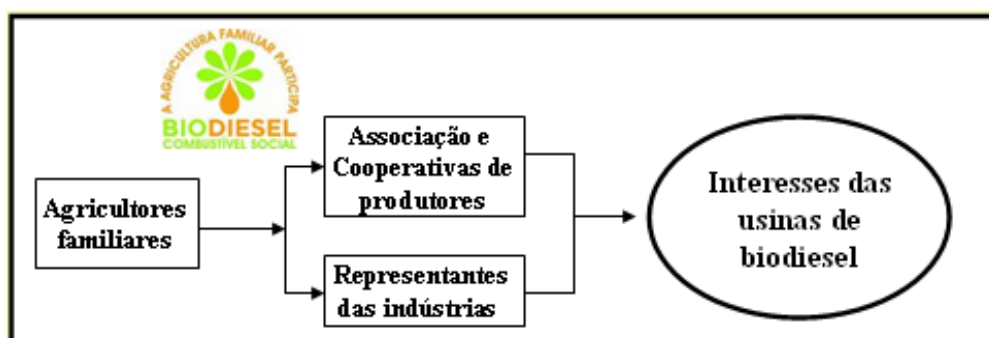 A AGRICULTURA FAMILIAR PARTICIPA
BIODIESEL
COMBUSTÍVEL SOCIAL
Agricultores
familiares
Associação e
Cooperativas de
produtores
Representantes
das indústrias
Interesses das
usinas de
biodiesel